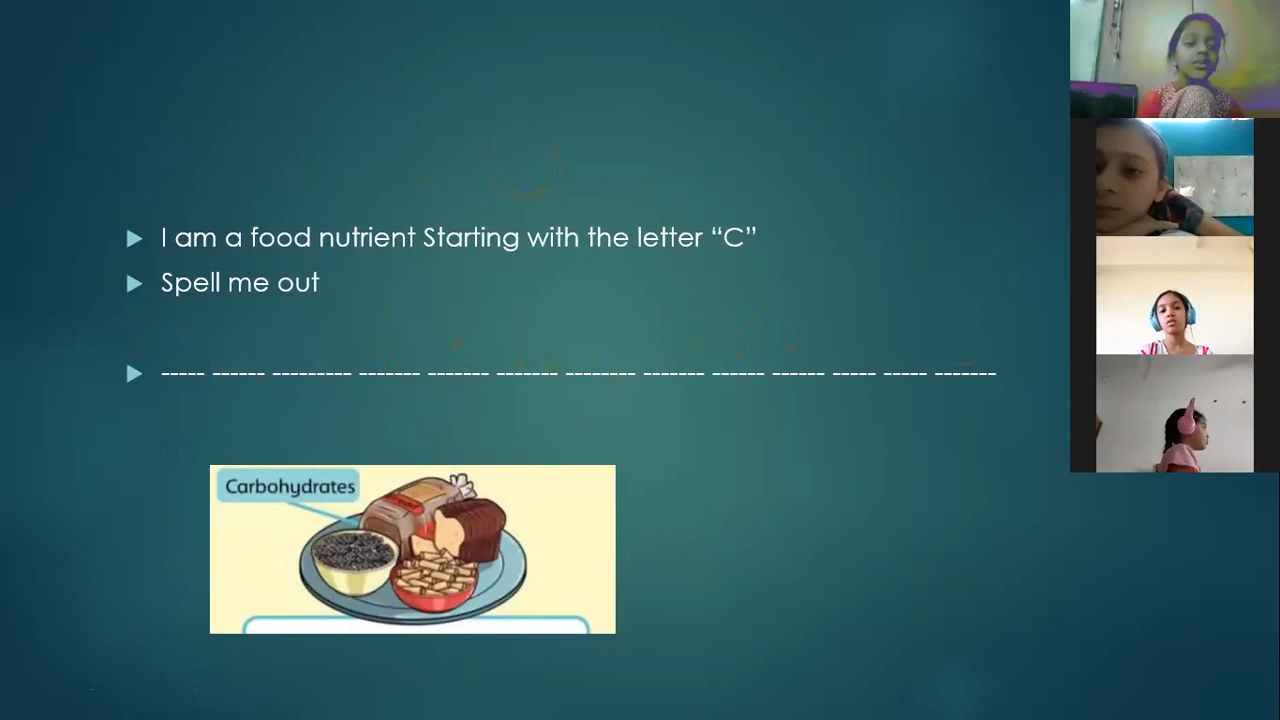 I am a food nutrient Starting with the letter “C”
Spell me out
----- ------ --------- ------- ------- ------- -------- ------- ------ ------ ----- ----- -------
Carbohydrates